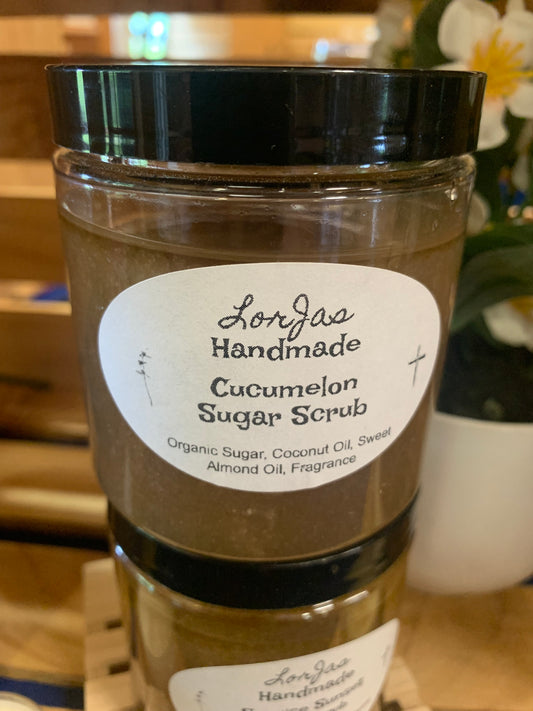 LorJas
Handmade
Cucumelon
Sugar Scrub
Organic Sugar, Coconut Oil, Sweet
Almond Oil, Fragrance
LorJas
Handmade